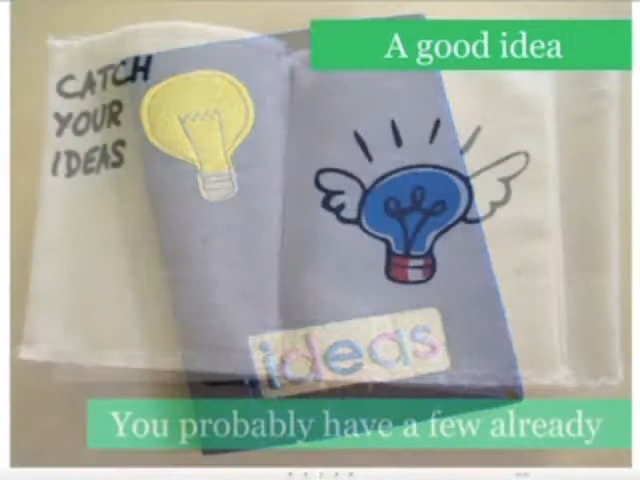 A good idea
CATCH
YOUR
IDEAS
ideas
You probably have a few already